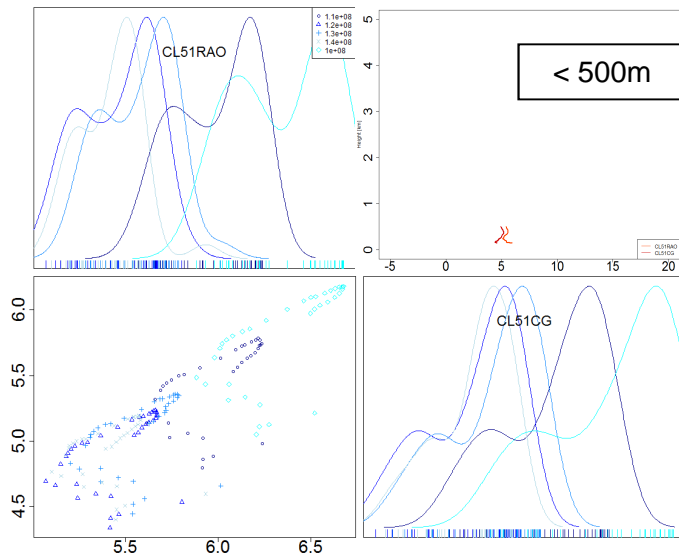 CL51RAO
1.1e+08
1.2e+08
1.3e+08
1.4e+08
1e+08
< 500m
Height [km]
5
4
3
2
1
0
CL51RAO
CL51CG
-5 0 5 10 15 20
6.0
5.5
5.0
4.5
5.5 6.0 6.5
CL51CG